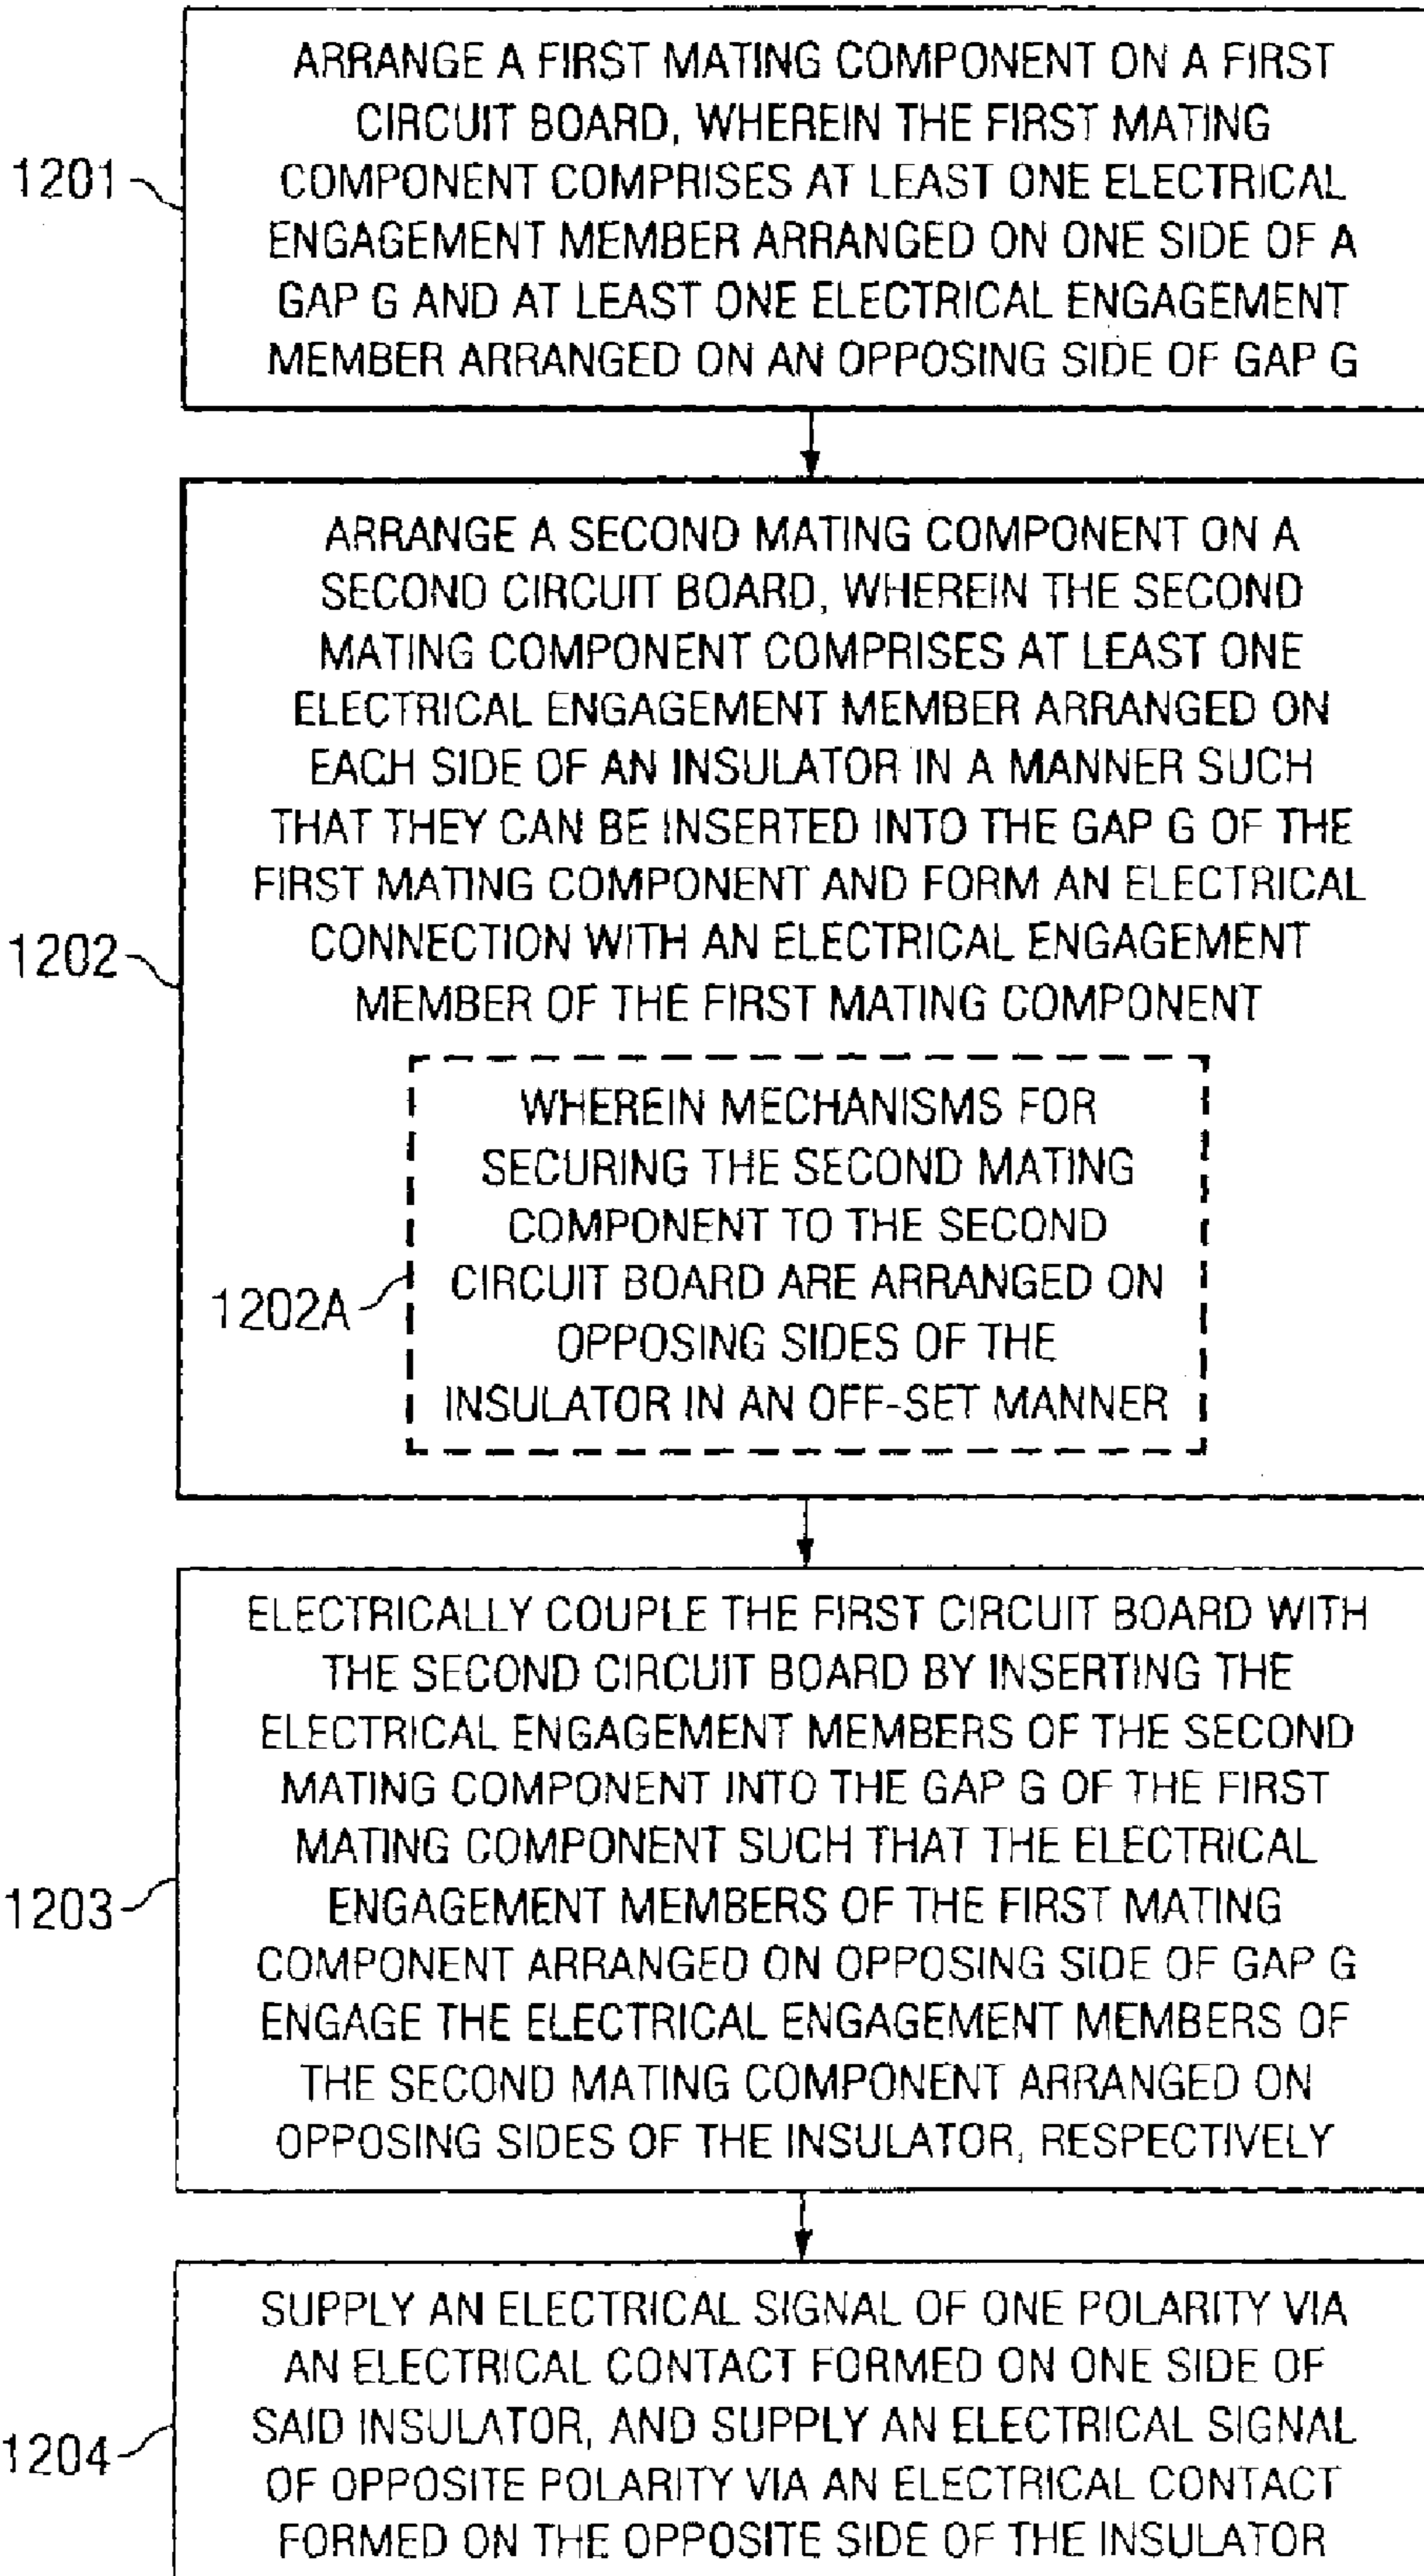 ARRANGE A FIRST MATING COMPONENT ON A FIRST
CIRCUIT BOARD, WHEREIN THE FIRST MATING
1201 COMPONENT COMPRISES AT LEAST ONE ELECTRICAL
ENGAGEMENT MEMBER ARRANGED ON ONE SIDE OF A
GAP G AND AT LEAST ONE ELECTRICAL ENGAGEMENT
MEMBER ARRANGED ON AN OPPOSING SIDE OF GAP G
ARRANGE A SECOND MATING COMPONENT ON A
SECOND CIRCUIT BOARD, WHEREIN THE SECOND
MATING COMPONENT COMPRISES AT LEAST ONE
ELECTRICAL ENGAGEMENT MEMBER ARRANGED ON
EACH SIDE OF AN INSULATOR IN A MANNER SUCH
THAT THEY CAN BE INSERTED INTO THE GAP G OF THE
FIRST MATING COMPONENT AND FORM AN ELECTRICAL
1202 CONNECTION WITH AN ELECTRICAL ENGAGEMENT
MEMBER OF THE FIRST MATING COMPONENT
WHEREIN MECHANISMS FOR
SECURING THE SECOND MATING
COMPONENT TO THE SECOND
1202A CIRCUIT BOARD ARE ARRANGED ON
OPPOSING SIDES OF THE
INSULATOR IN AN OFF-SET MANNER
ELECTRICALLY COUPLE THE FIRST CIRCUIT BOARD WITH
THE SECOND CIRCUIT BOARD BY INSERTING THE
ELECTRICAL ENGAGEMENT MEMBERS OF THE SECOND
MATING COMPONENT INTO THE GAP G OF THE FIRST
MATING COMPONENT SUCH THAT THE ELECTRICAL
1203 ENGAGEMENT MEMBERS OF THE FIRST MATING
COMPONENT ARRANGED ON OPPOSING SIDE OF GAP G
ENGAGE THE ELECTRICAL ENGAGEMENT MEMBERS OF
THE SECOND MATING COMPONENT ARRANGED ON
OPPOSING SIDES OF THE INSULATOR, RESPECTIVELY
SUPPLY AN ELECTRICAL SIGNAL OF ONE POLARITY VIA
AN ELECTRICAL CONTACT FORMED ON ONE SIDE OF
1204 SAID INSULATOR, AND SUPPLY AN ELECTRICAL SIGNAL
OF OPPOSITE POLARITY VIA AN ELECTRICAL CONTACT
FORMED ON THE OPPOSITE SIDE OF THE INSULATOR